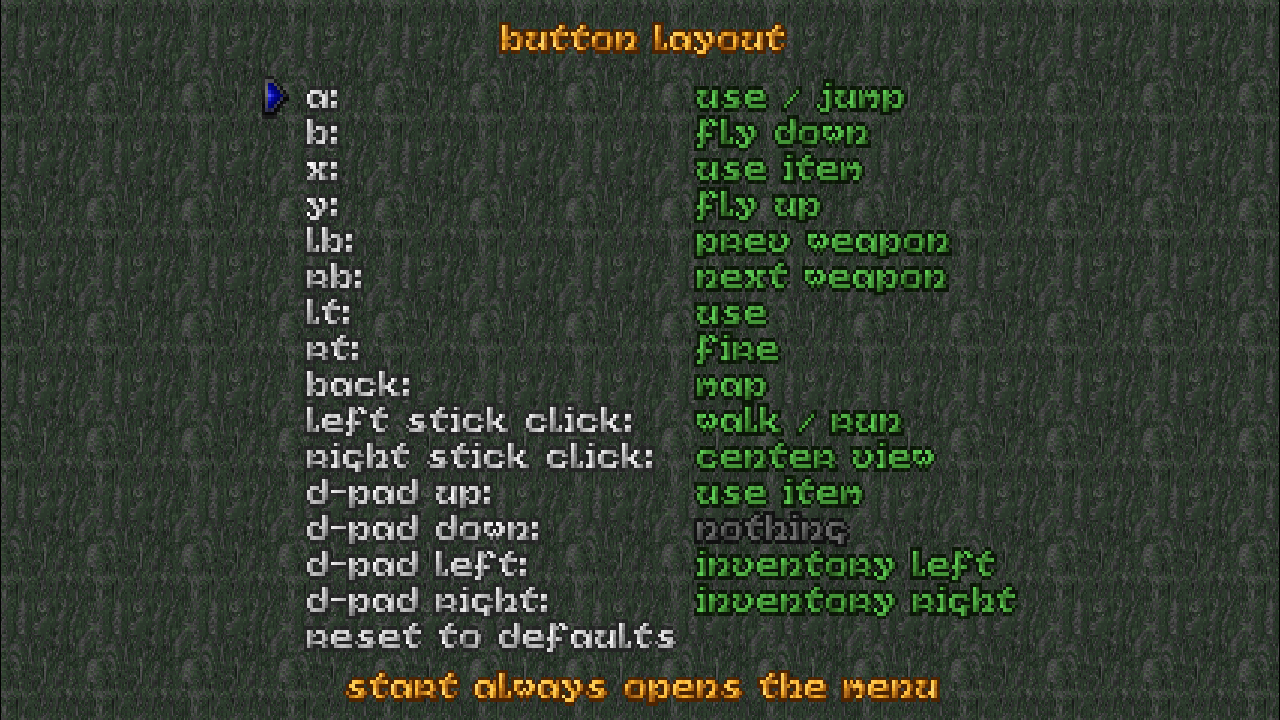 button layout
a: use / jump
b: fly down
x: use item
y: fly up
lb: prev weapon
rb: next weapon
lt: use
rt: fire
back: map
left stick click: walk / run
right stick click: center view
d-pad up: use item
d-pad down: nothing
d-pad left: inventory left
d-pad right: inventory right
reset to defaults
start always opens the menu